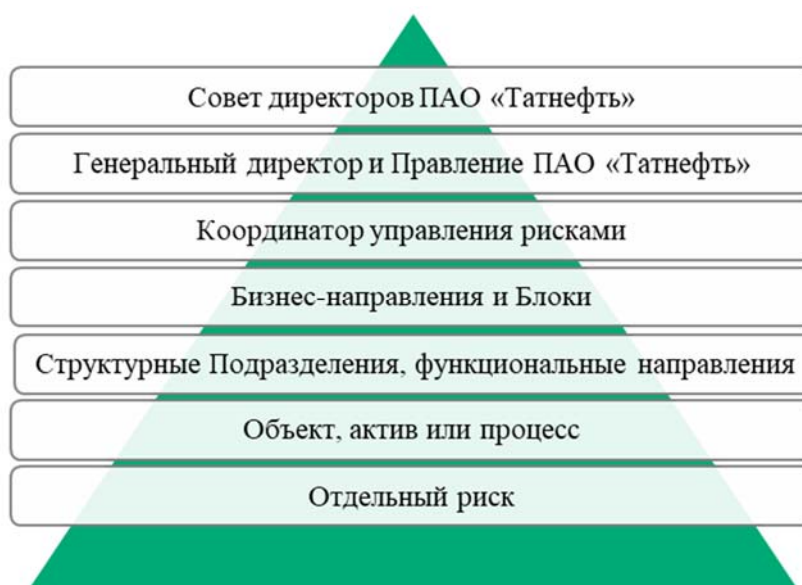 Совет директоров ПАО «Татнефть»
Генеральный директор и Правление ПАО «Татнефть»
Координатор управления рисками
Бизнес-направления и Блоки
Структурные Подразделения, функциональные направления
Объект, актив или процесс
Отдельный риск